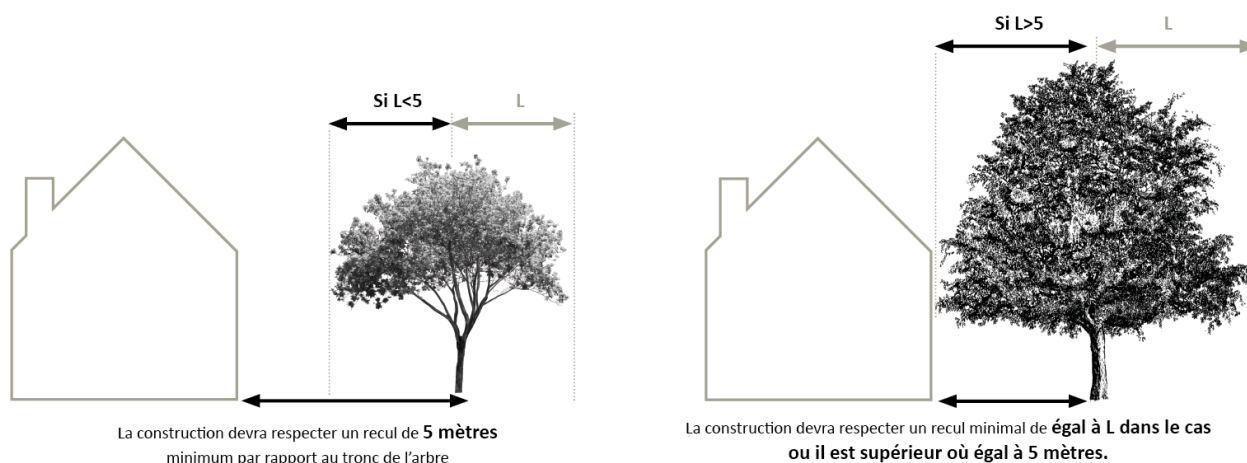 Si L<5
L
La construction devra respecter un recul de 5 mètres
minimum par rapport au tronc de l'arbre
Si L>5
L
La construction devra respecter un recul minimal de égal à L dans le cas
ou il est supérieur où égal à 5 mètres.